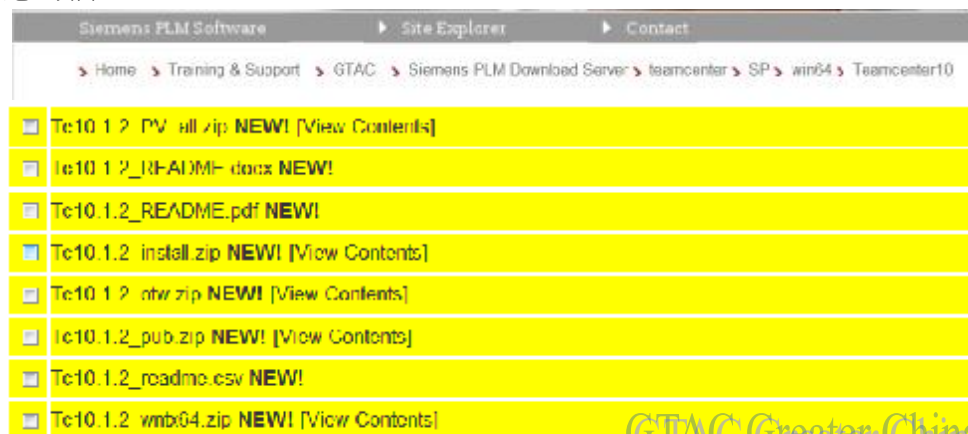 Siemens PLM Software Site Explorer Contact
Home Training & Support GTAC Siemens PLM Download Server teamcenter SP win64 Teamcenter10
Tc10.1.2_PV_all.zip NEW! [View Contents]
Tc10.1.2_README.docx NEW!
Tc10.1.2_README.pdf NEW!
Tc10.1.2_install.zip NEW! [View Contents]
Tc10.1.2_otw.zip NEW! [View Contents]
Tc10.1.2_pub.zip NEW! [View Contents]
Tc10.1.2_readme.csv NEW!
Tc10.1.2_wntx64.zip NEW! [View Contents]
GTAC Greater